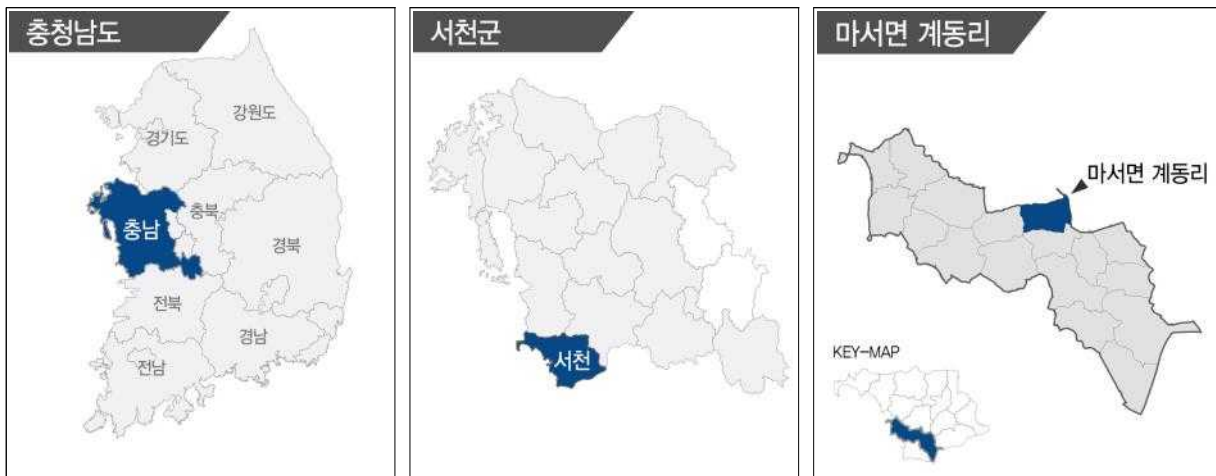 충청남도
강원도
경기도
충북
충남
경북
전북
경남
전남
서천군
서천
마서면 계동리
마서면 계동리
KEY-MAP